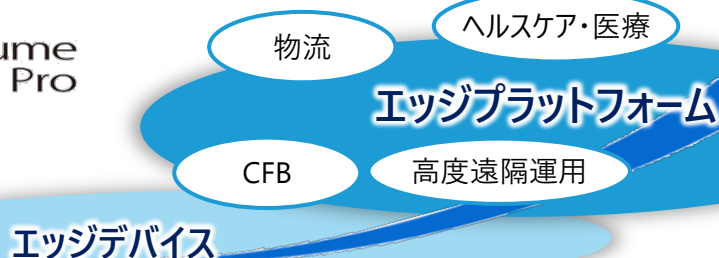 ヘルスケア・医療
物流
Pro
エッジプラットフォーム
CFB
高度遠隔運用
エッジデバイス